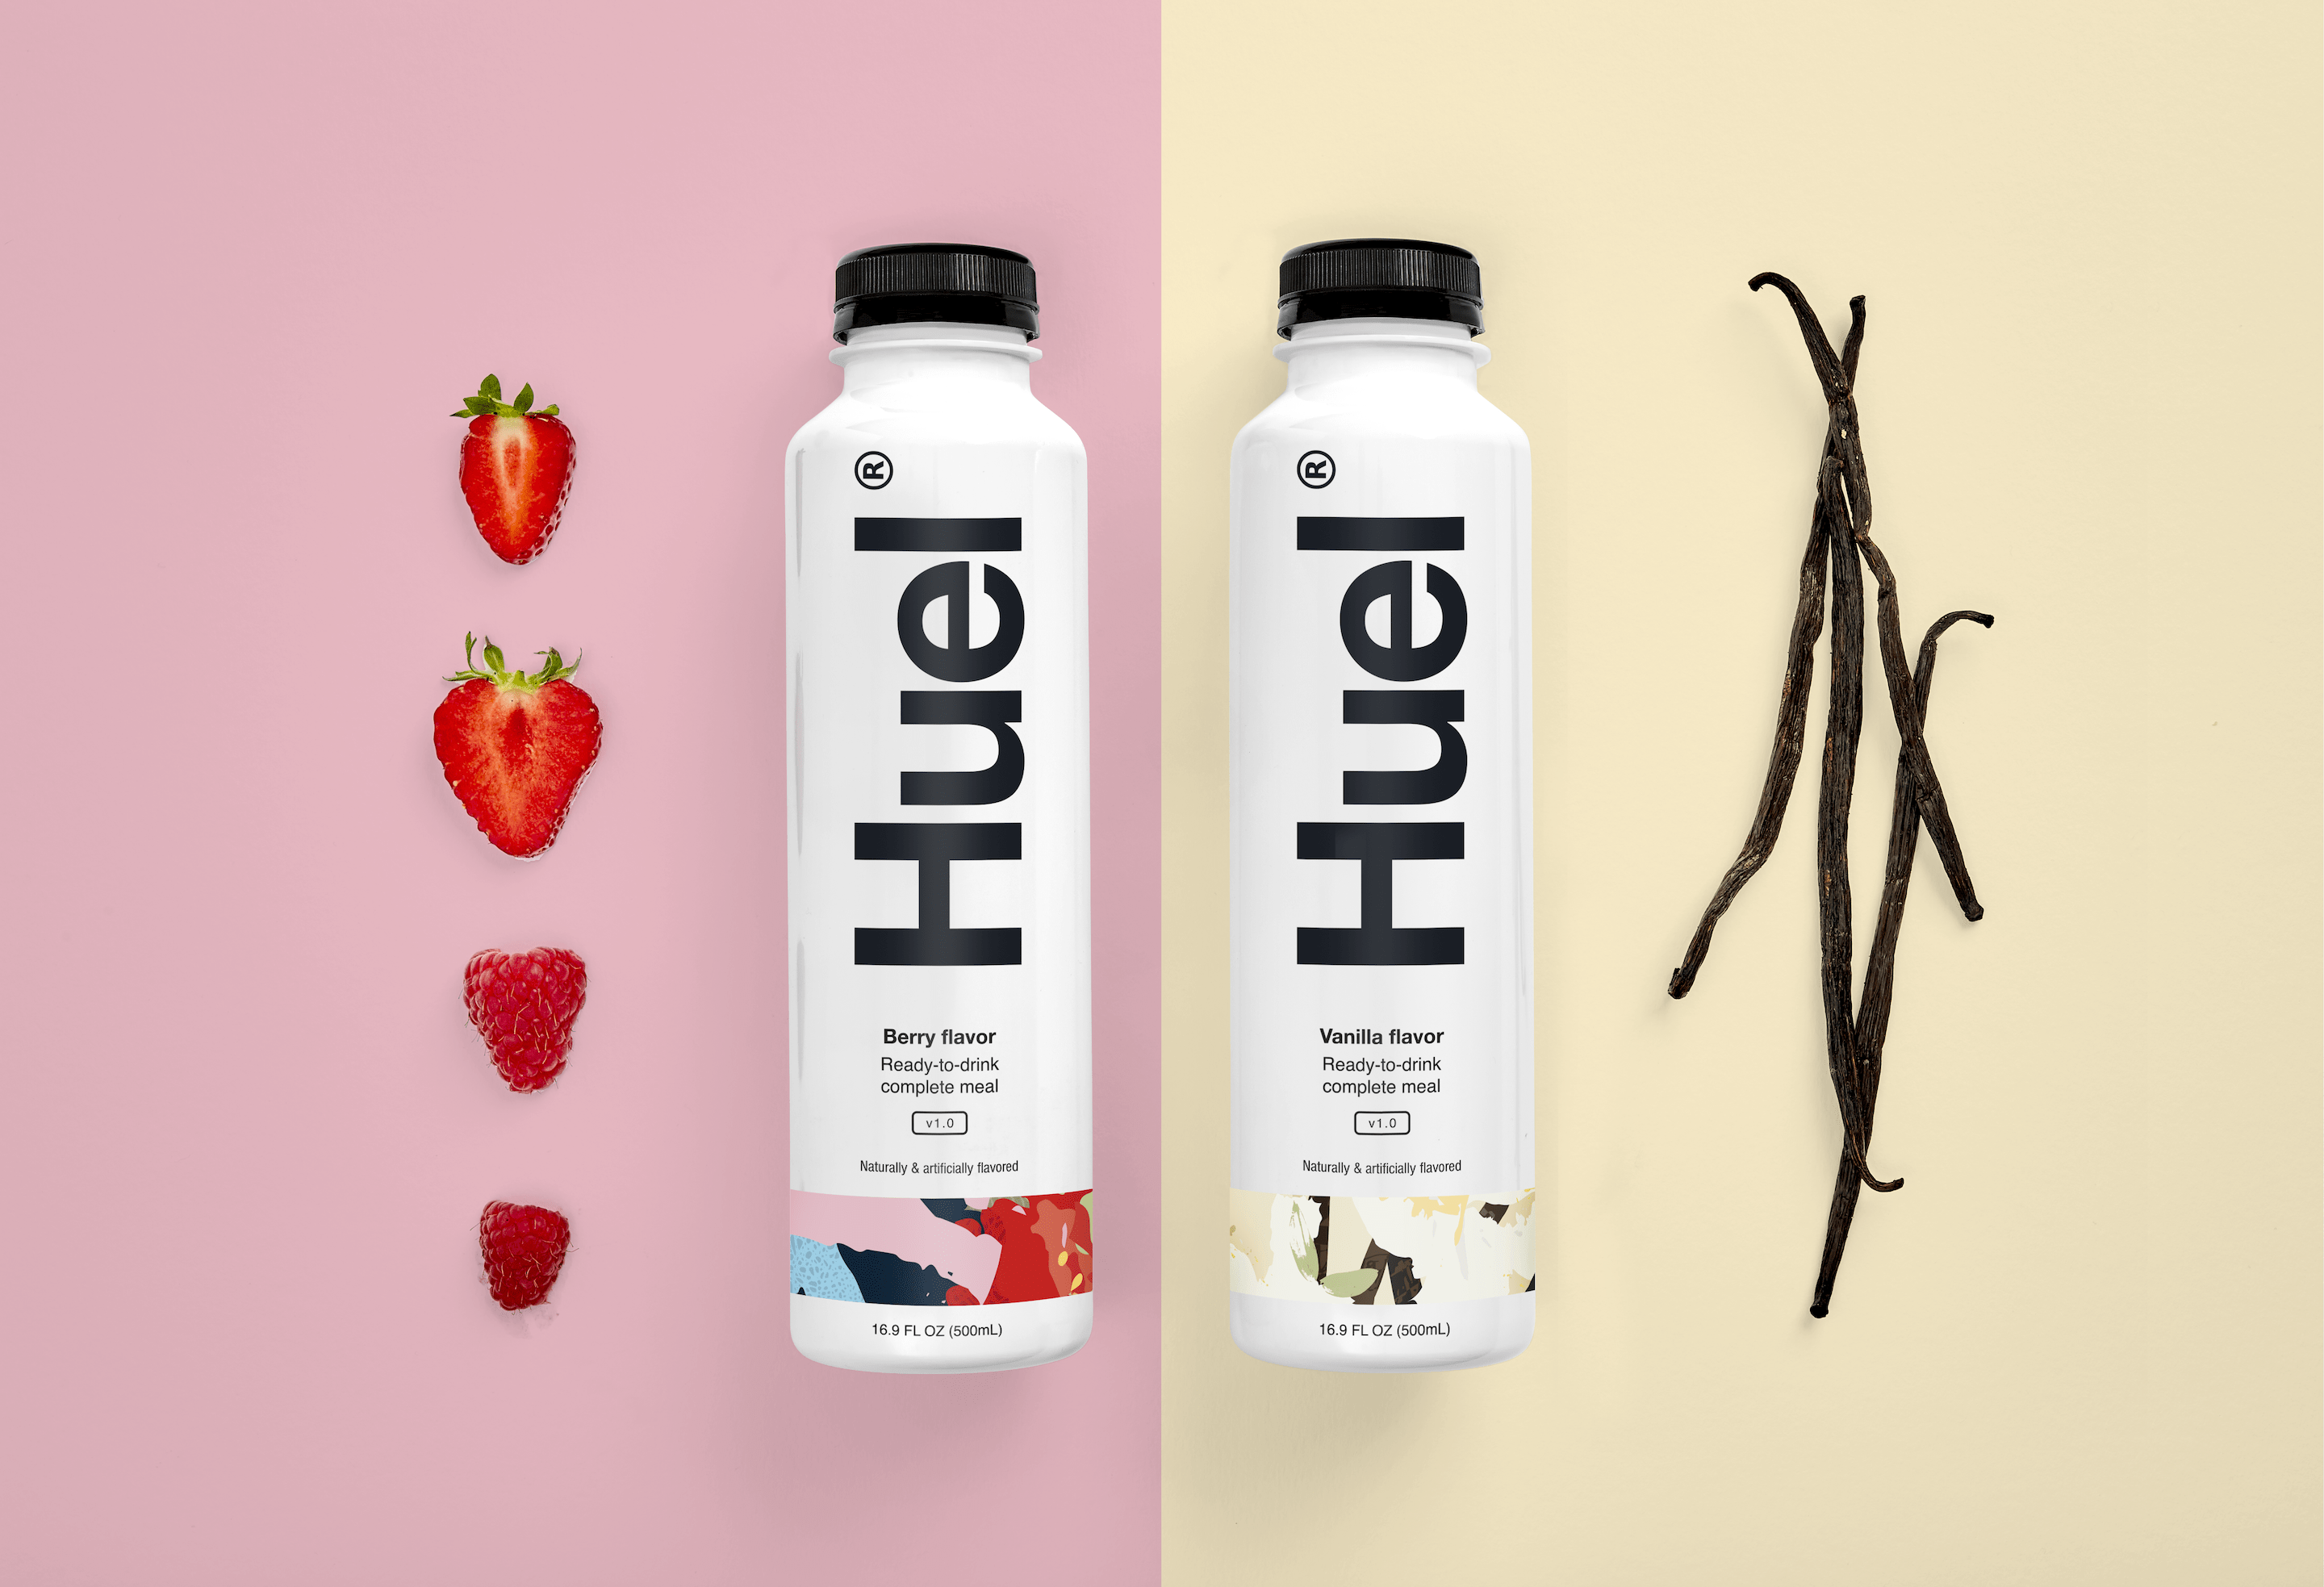 Huel®
Berry flavor
Ready-to-drink
complete meal
v1.0
Naturally & artificially flavored
16.9 FL OZ (500mL)
Huel®
Vanilla flavor
Ready-to-drink
complete meal
v1.0
Naturally & artificially flavored
16.9 FL OZ (500mL)